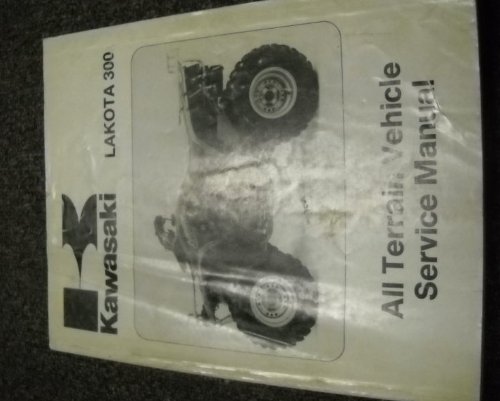 Kawasaki
LAKOTA 300
All Terrain Vehicle
Service Manual